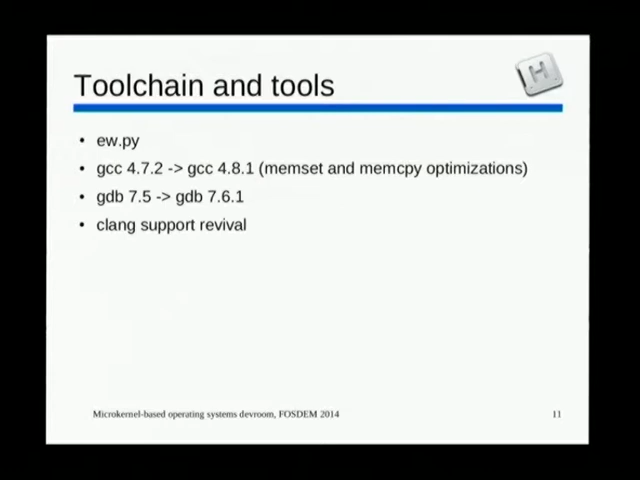 Toolchain and tools
H
• ew.py
• gcc 4.7.2 -> gcc 4.8.1 (memset and memcpy optimizations)
• gdb 7.5 -> gdb 7.6.1
• clang support revival
Microkernel-based operating systems devroom, FOSDEM 2014
11